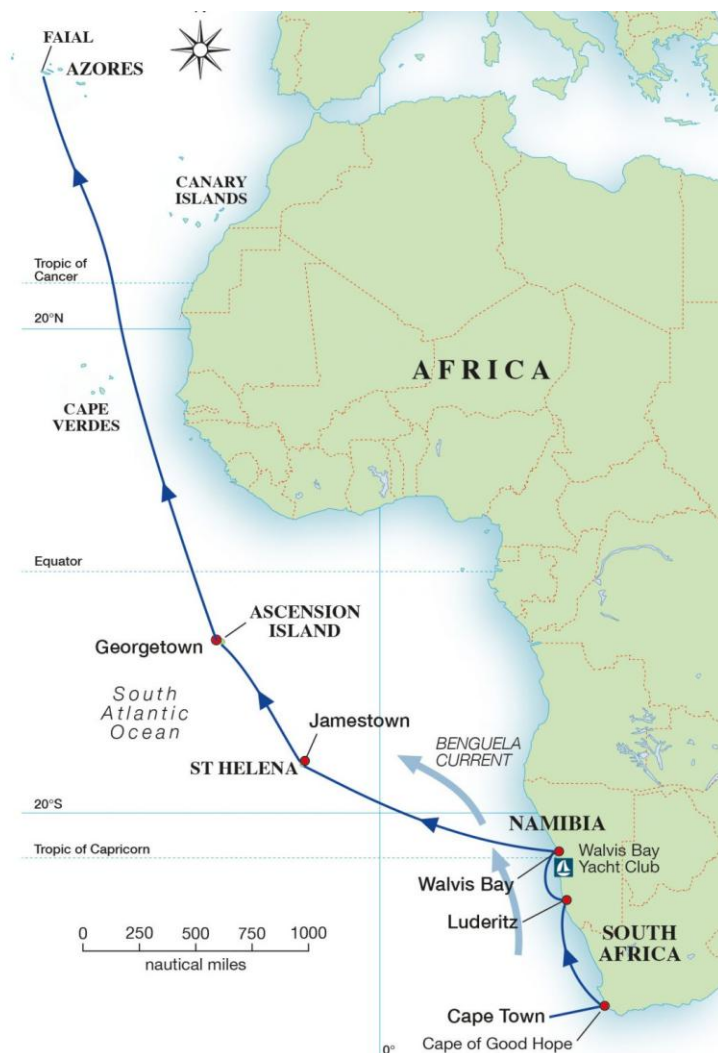 FAIAL
AZORES
CANARY
ISLANDS
Tropic of
Cancer
20°N
AFRICA
CAPE
VERDES
Equator
ASCENSION
ISLAND
Georgetown
South
Atlantic
Ocean
Jamestown
BENGUELA
CURRENT
ST HELENA
20°S
NAMIBIA
Tropic of Capricorn
Walvis Bay
Yacht Club
Walvis Bay
Luderitz
SOUTH
AFRICA
0 250 500 750 1000
nautical miles
Cape Town
Cape of Good Hope
0°